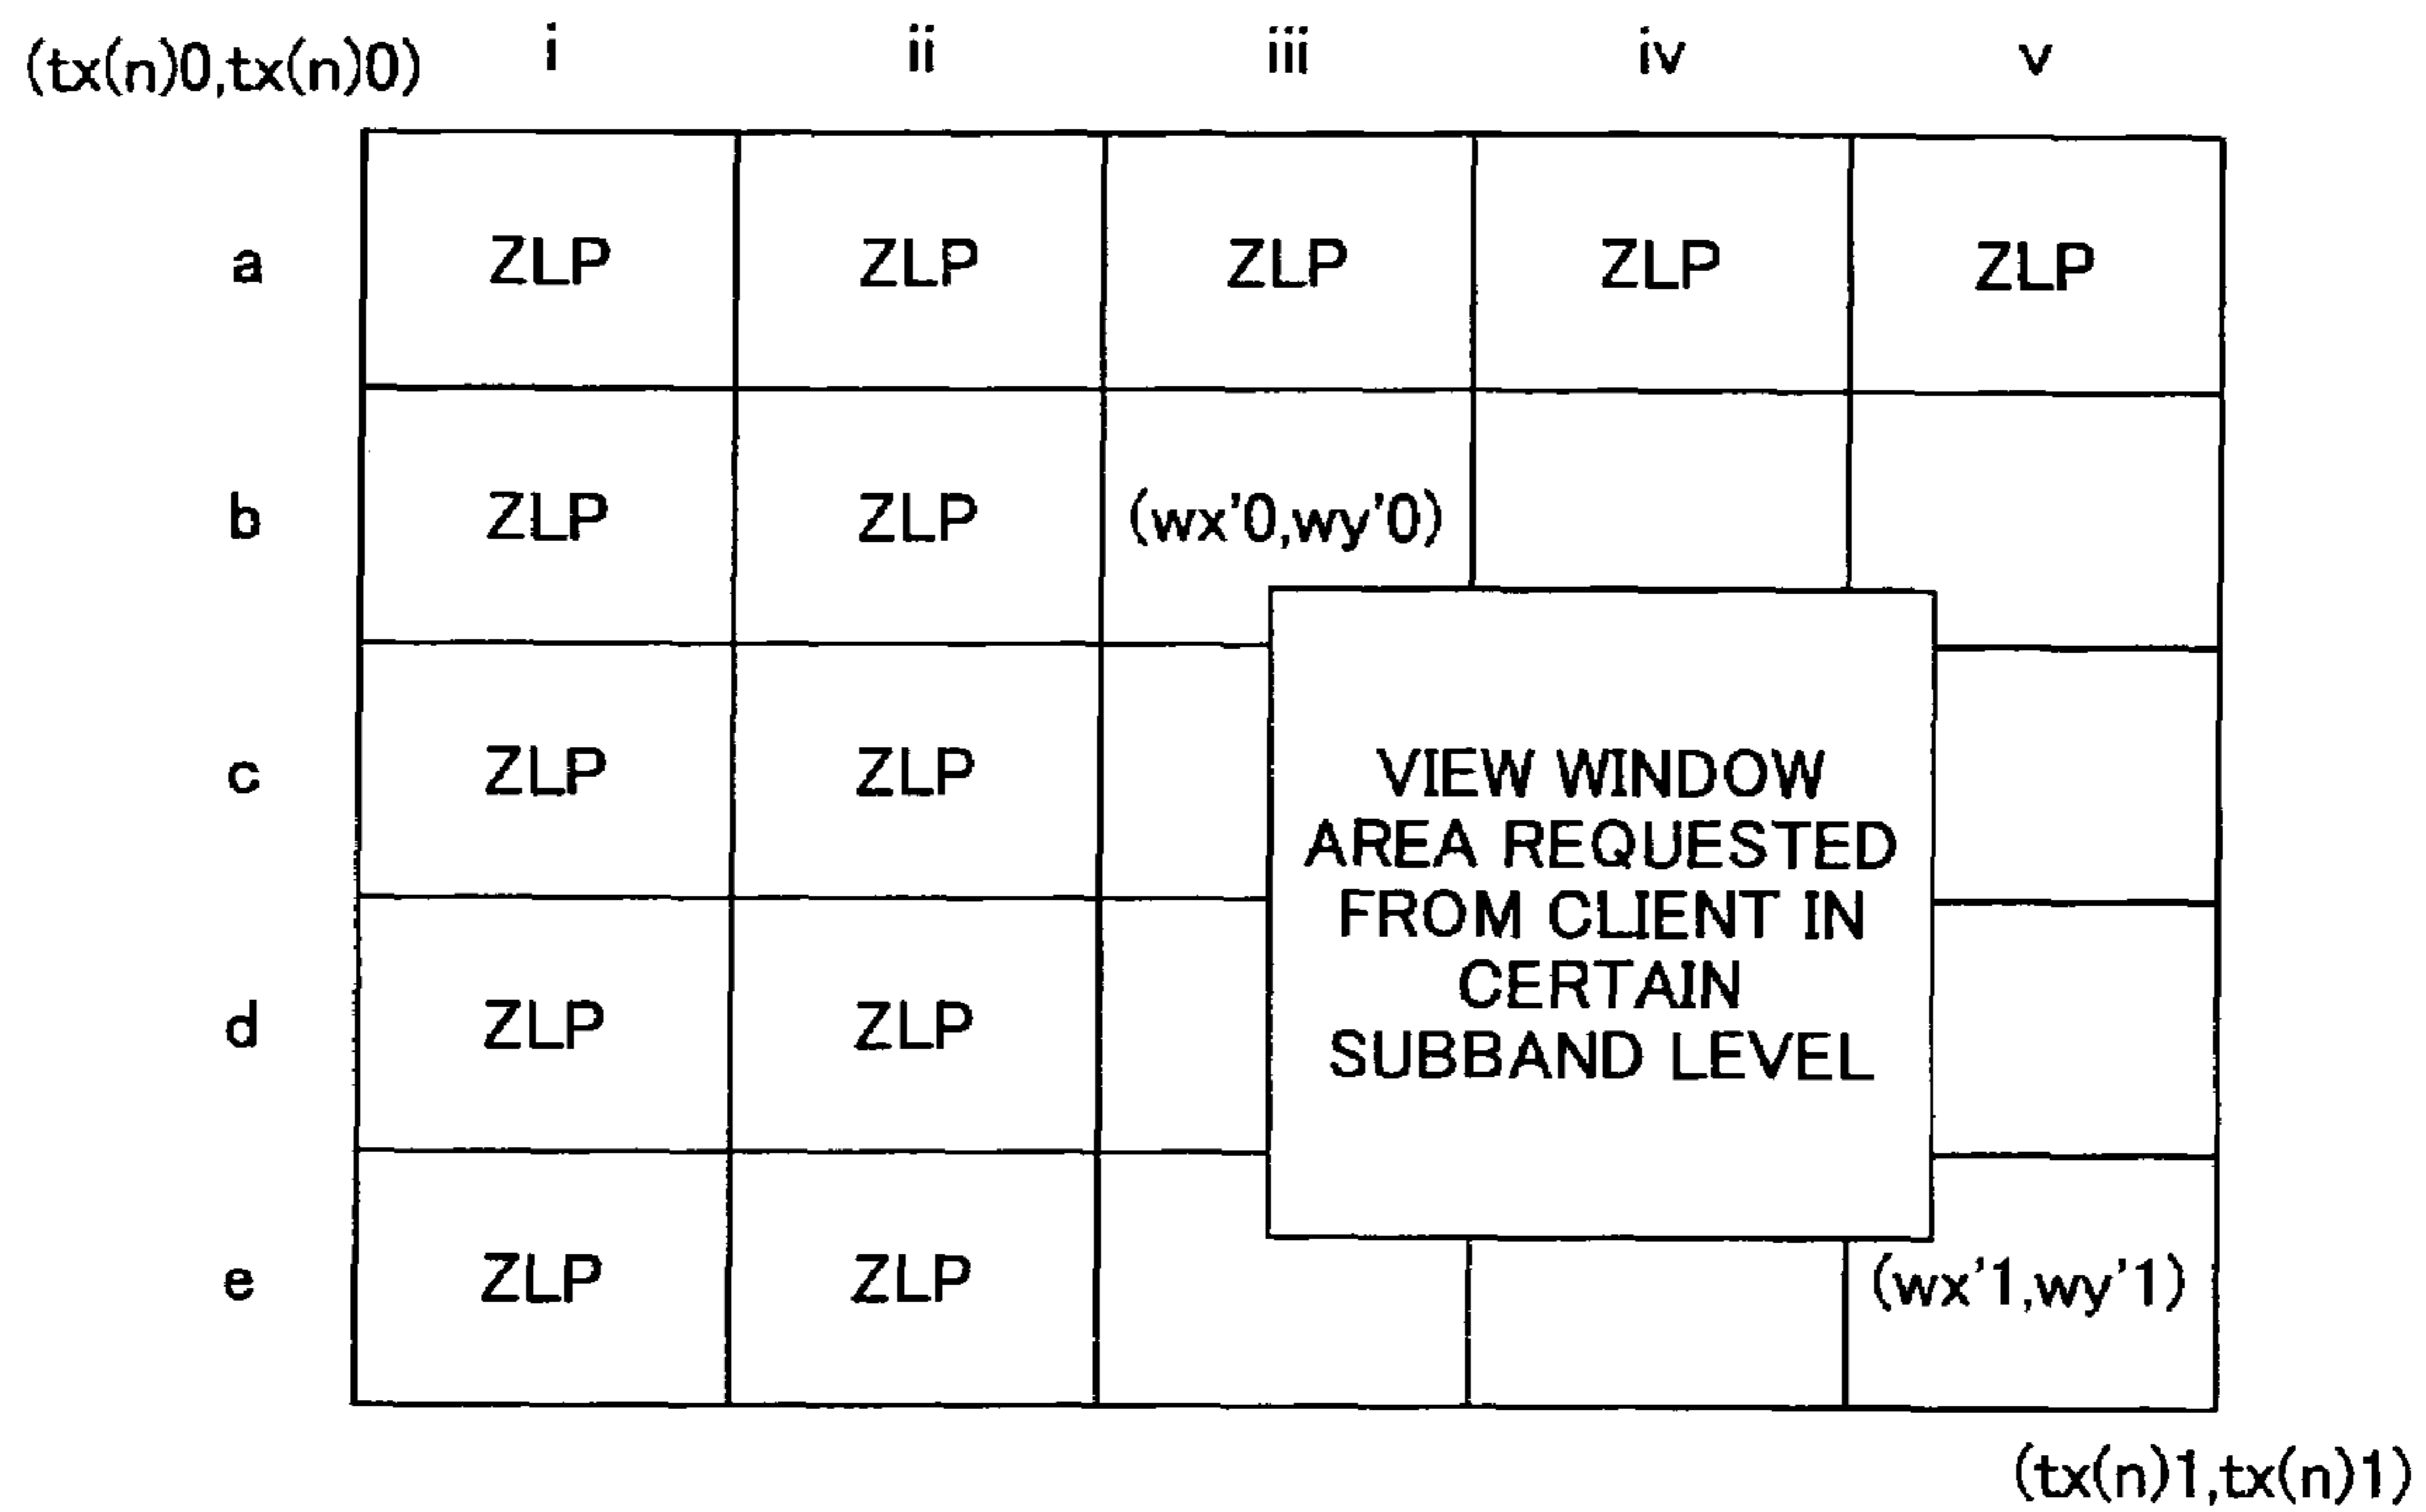 (tx(n)0,tx(n)0) i ii iii iv v
a ZLP ZLP ZLP ZLP ZLP
b ZLP ZLP (wx'0,wy'0)
c ZLP ZLP
VIEW WINDOW
AREA REQUESTED
FROM CLIENT IN
CERTAIN
SUBBAND LEVEL
d ZLP ZLP
e ZLP ZLP (wx'1,wy'1)
(tx(n)1,tx(n)1)